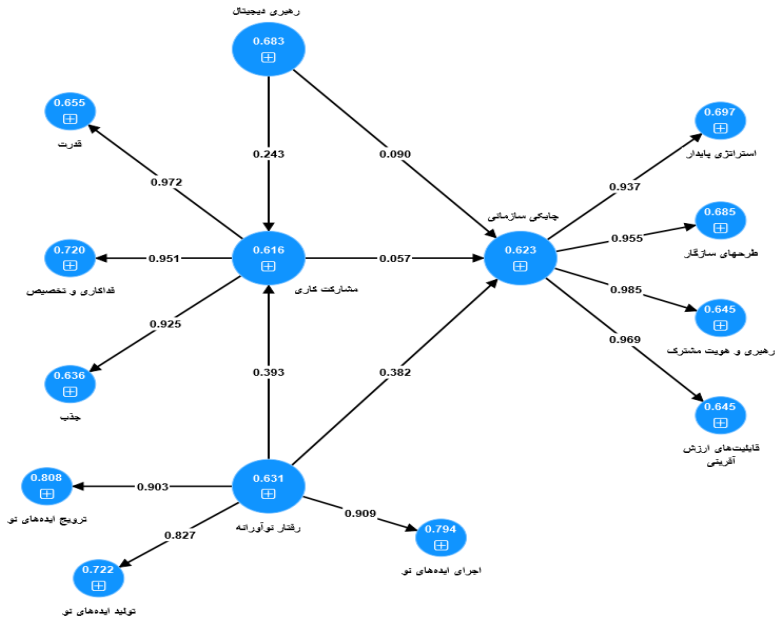 رهبری دیجیتال
0.683
0.655
قدرت
0.697
استراتژی پایدار
0.243
0.090
0.972
0.937
چابکی سازمانی
0.685
طرحهای سازگار
0.720
فداکاری و تخصیص
0.951
0.616
مشارکت کاری
0.057
0.623
0.955
0.985
0.645
رهبری و هویت مشترک
0.925
0.969
0.636
جذب
0.393
0.382
0.645
قابلیت‌های ارزش
آفرینی
0.808
ترویج ایده‌های نو
0.903
0.631
رفتار نوآورانه
0.909
0.827
0.794
اجرای ایده‌های نو
0.722
تولید ایده‌های نو